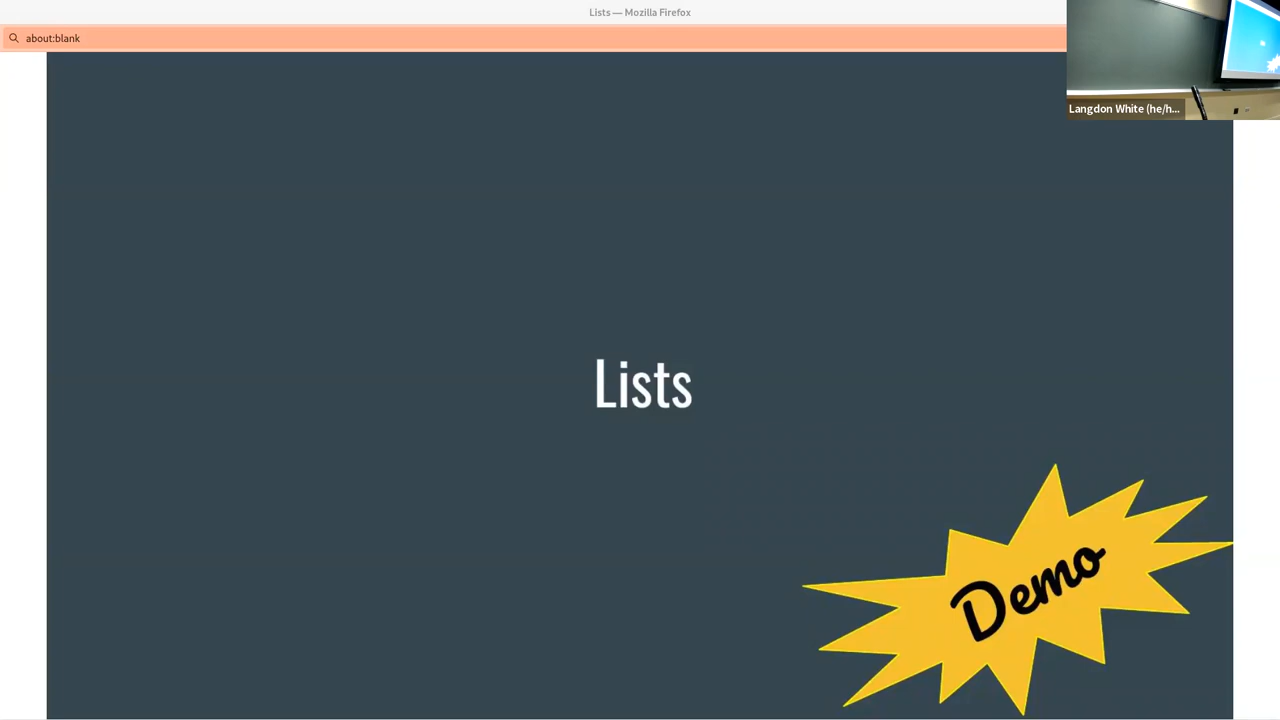 Lists — Mozilla Firefox
about:blank
Langdon White (he/h...
Lists
Demo